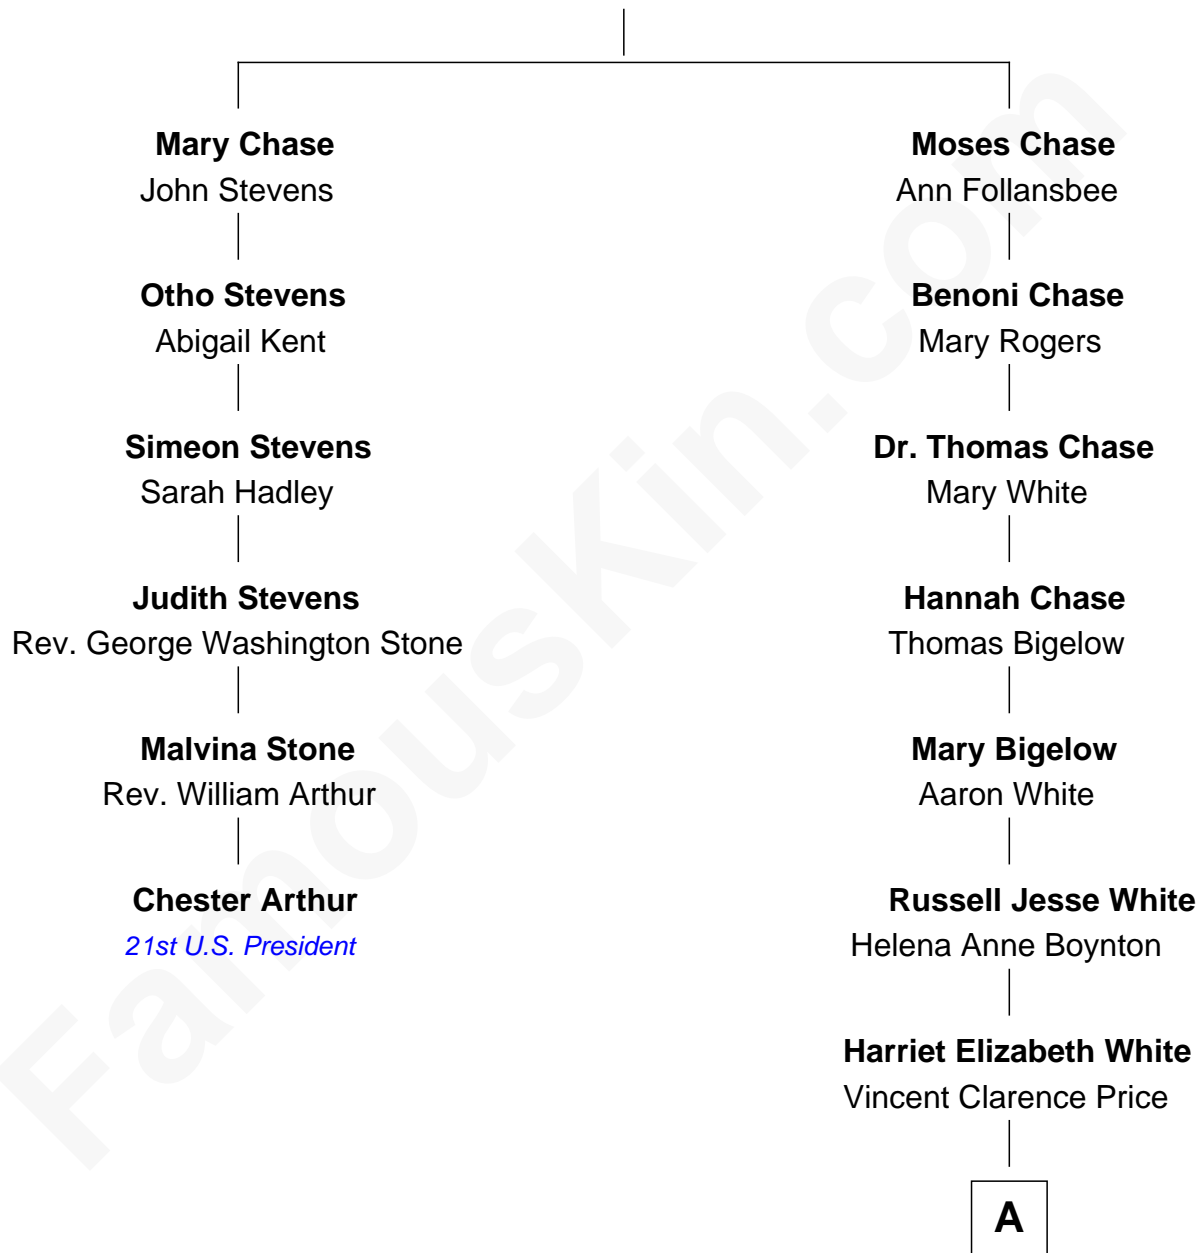 Mary Chase
John Stevens
Otho Stevens
Abigail Kent
Simeon Stevens
Sarah Hadley
Judith Stevens
Rev. George Washington Stone
Malvina Stone
Rev. William Arthur
Chester Arthur
21st U.S. President
Moses Chase
Ann Follansbee
Benoni Chase
Mary Rogers
Dr. Thomas Chase
Mary White
Hannah Chase
Thomas Bigelow
Mary Bigelow
Aaron White
Russell Jesse White
Helena Anne Boynton
Harriet Elizabeth White
Vincent Clarence Price
A
FamousKin.com